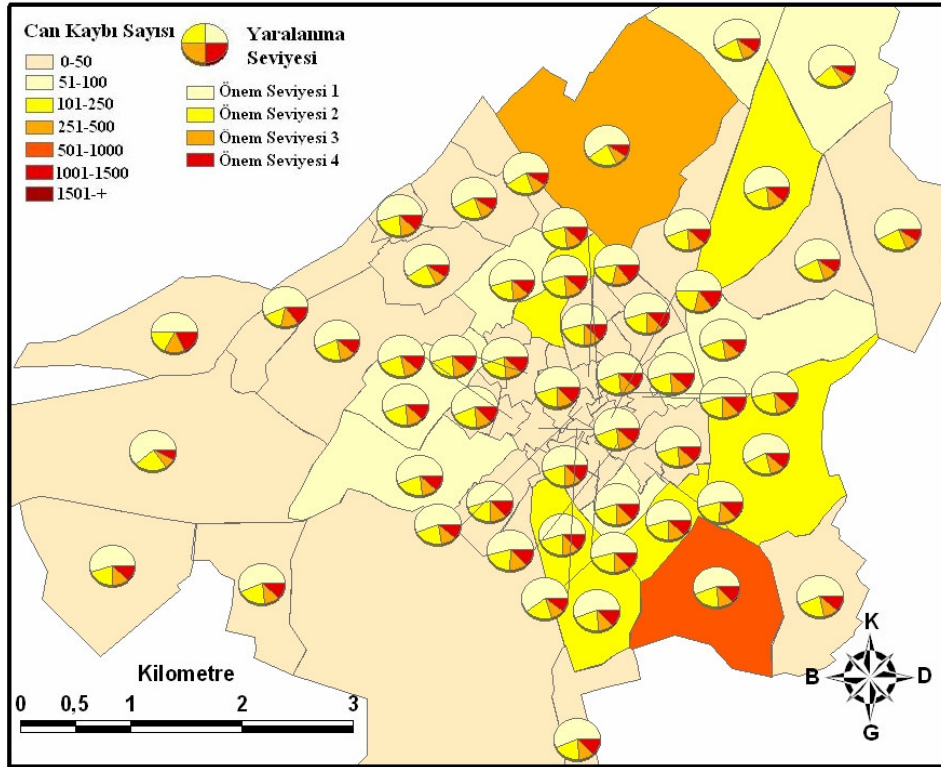 Can Kaybı Sayısı
0-50
51-100
101-250
251-500
501-1000
1001-1500
1501-+
Yaralanma
Seviyesi
Önem Seviyesi 1
Önem Seviyesi 2
Önem Seviyesi 3
Önem Seviyesi 4
Kilometre
0 0,5 1 2 3
K
B D
G